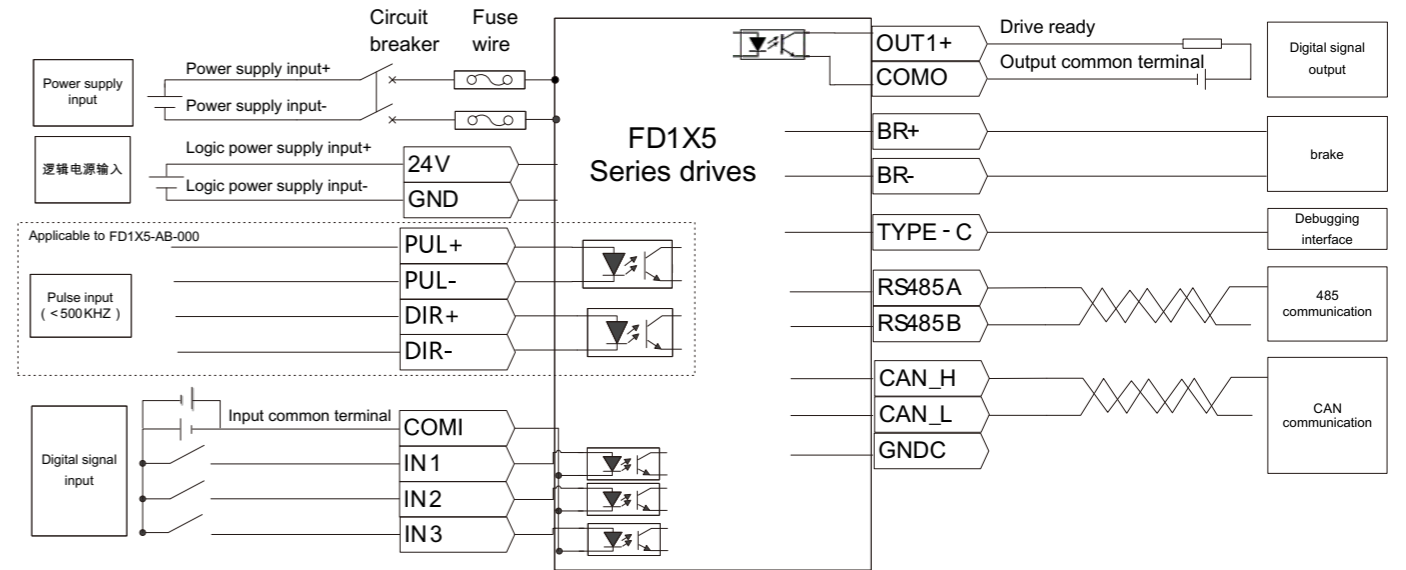 Circuit
breaker
Fuse
wire
Power supply
input
Power supply input+
Power supply input-
逻辑电源输入
Logic power supply input+
Logic power supply input-
24V
GND
Applicable to FD1X5-AB-000
Pulse input
(<500KHZ)
PUL+
PUL-
DIR+
DIR-
Digital signal
input
Input common terminal
COMI
IN1
IN2
IN3
FD1X5
Series drives
OUT1+
COMO
Drive ready
Output common terminal
Digital signal
output
BR+
BR-
brake
TYPE-C
Debugging
interface
RS485A
RS485B
485
communication
CAN_H
CAN_L
GNDC
CAN
communication